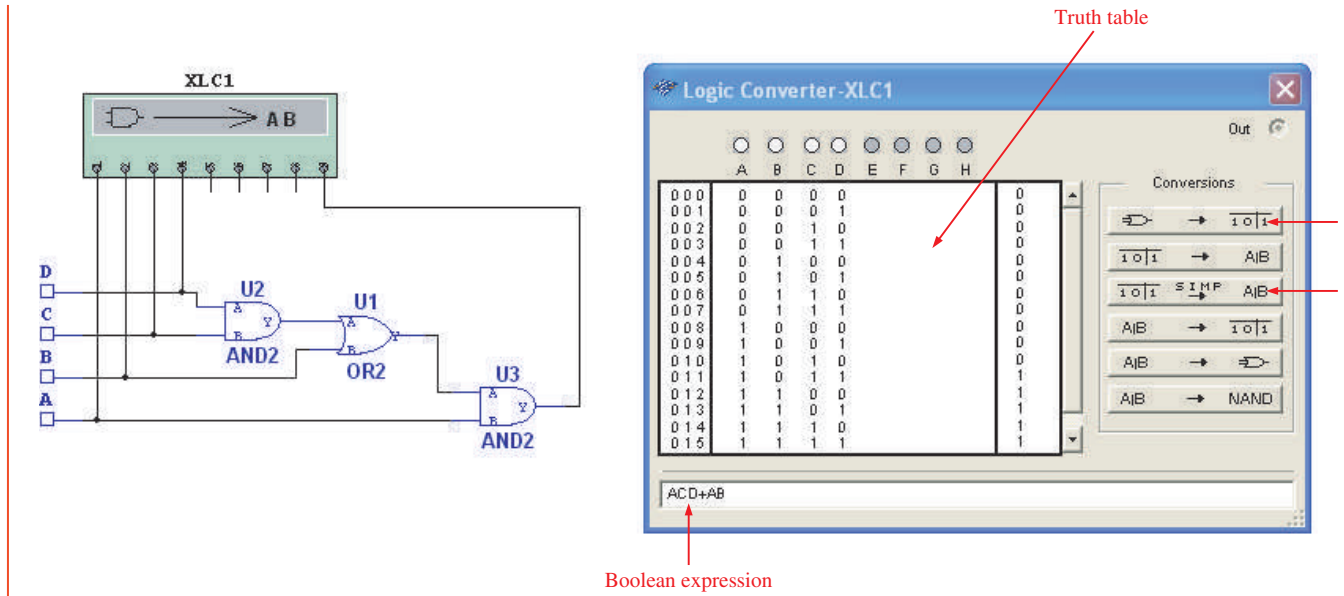 Truth table
XLC1
AB
Logic Converter-XLC1
Out
A B C D E F G H
Conversions
000 0 0 0 0 0
001 0 0 0 1 0
002 0 0 1 0 0
003 0 0 1 1 0
004 0 1 0 0 0
005 0 1 0 1 0
006 0 1 1 0 0
007 0 1 1 1 0
008 1 0 0 0 0
009 1 0 0 1 0
010 1 0 1 0 0
011 1 0 1 1 1
012 1 1 0 0 1
013 1 1 0 1 1
014 1 1 1 0 1
015 1 1 1 1 1
→ 1 0|1
1 0|1 → A|B
1 0|1 SIMP → A|B
A|B → 1 0|1
A|B →
A|B → NAND
D
C
B
A
U2
A
B
Y
AND2
U1
A
B
Y
OR2
U3
A
B
Y
AND2
ACD+AB
Boolean expression